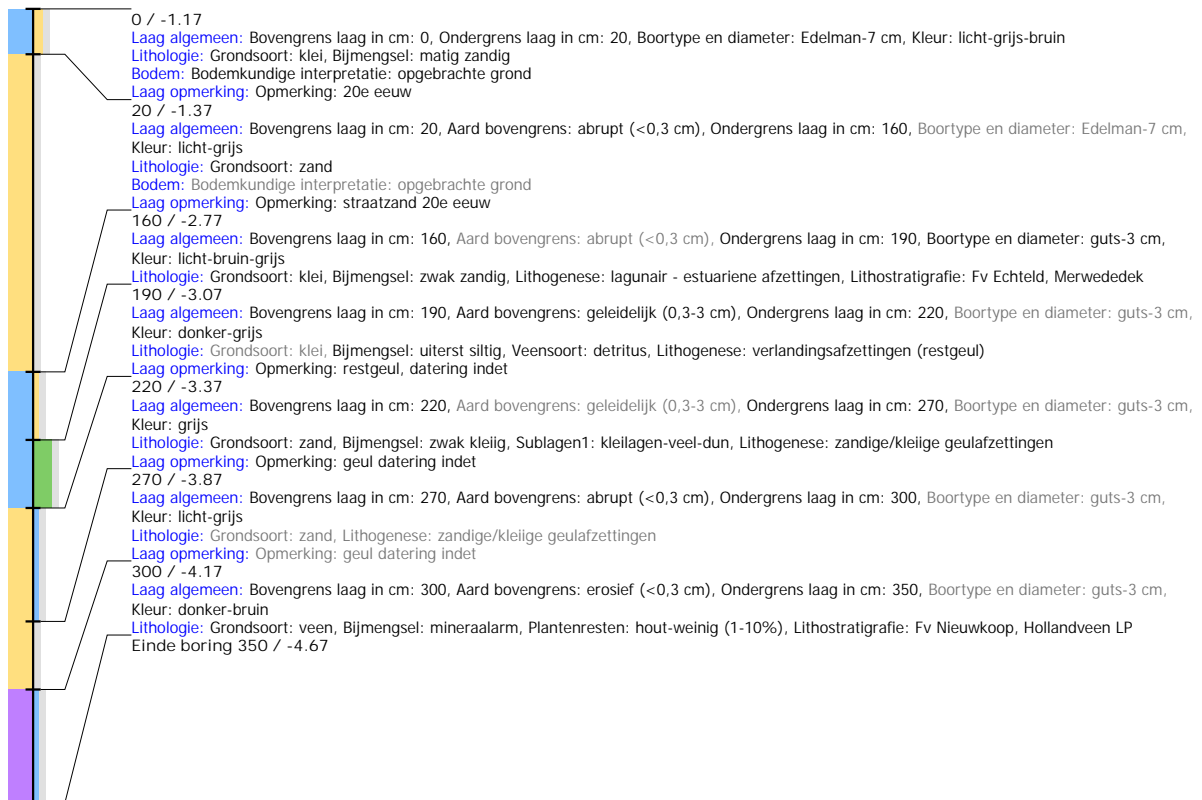 0 / -1.17
Laag algemeen: Bovengrens laag in cm: 0, Ondergrens laag in cm: 20, Boortype en diameter: Edelman-7 cm, Kleur: licht-grijs-bruin
Lithologie: Grondsoort: klei, Bijmengsel: matig zandig
Bodem: Bodemkundige interpretatie: opgebrachte grond
Laag opmerking: Opmerking: 20e eeuw
20 / -1.37
Laag algemeen: Bovengrens laag in cm: 20, Aard bovengrens: abrupt (<0,3 cm), Ondergrens laag in cm: 160, Boortype en diameter: Edelman-7 cm,
Kleur: licht-grijs
Lithologie: Grondsoort: zand
Bodem: Bodemkundige interpretatie: opgebrachte grond
Laag opmerking: Opmerking: straatzand 20e eeuw
160 / -2.77
Laag algemeen: Bovengrens laag in cm: 160, Aard bovengrens: abrupt (<0,3 cm), Ondergrens laag in cm: 190, Boortype en diameter: guts-3 cm,
Kleur: licht-bruin-grijs
Lithologie: Grondsoort: klei, Bijmengsel: zwak zandig, Lithogenese: lagunair - estuariene afzettingen, Lithostratigrafie: Fv Echteld, Merwededek
190 / -3.07
Laag algemeen: Bovengrens laag in cm: 190, Aard bovengrens: geleidelijk (0,3-3 cm), Ondergrens laag in cm: 220, Boortype en diameter: guts-3 cm,
Kleur: donker-grijs
Lithologie: Grondsoort: klei, Bijmengsel: uiterst siltig, Veensoort: detritus, Lithogenese: verlandingsafzettingen (restgeul)
Laag opmerking: Opmerking: restgeul, datering indet
220 / -3.37
Laag algemeen: Bovengrens laag in cm: 220, Aard bovengrens: geleidelijk (0,3-3 cm), Ondergrens laag in cm: 270, Boortype en diameter: guts-3 cm,
Kleur: grijs
Lithologie: Grondsoort: zand, Bijmengsel: zwak kleiig, Sublagen1: kleilagen-veel-dun, Lithogenese: zandige/kleiige geulafzettingen
Laag opmerking: Opmerking: geul datering indet
270 / -3.87
Laag algemeen: Bovengrens laag in cm: 270, Aard bovengrens: abrupt (<0,3 cm), Ondergrens laag in cm: 300, Boortype en diameter: guts-3 cm,
Kleur: licht-grijs
Lithologie: Grondsoort: zand, Lithogenese: zandige/kleiige geulafzettingen
Laag opmerking: Opmerking: geul datering indet
300 / -4.17
Laag algemeen: Bovengrens laag in cm: 300, Aard bovengrens: erosief (<0,3 cm), Ondergrens laag in cm: 350, Boortype en diameter: guts-3 cm,
Kleur: donker-bruin
Lithologie: Grondsoort: veen, Bijmengsel: mineraalarm, Plantenresten: hout-weinig (1-10%), Lithostratigrafie: Fv Nieuwkoop, Hollandveen LP
Einde boring 350 / -4.67